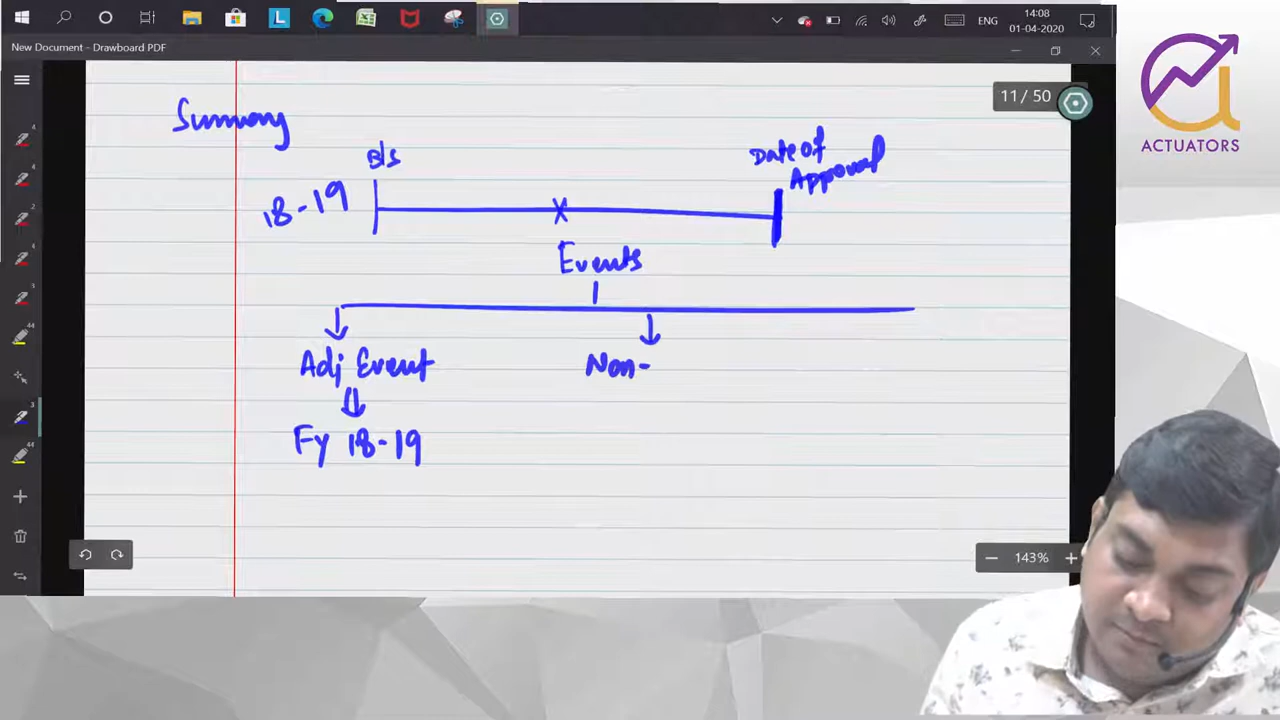 14:08
ENG
01-04-2020
New Document - Drawboard PDF
11 / 50
ACTUATORS
Summary
B/S
Date of
Approval
18-19
Events
Adj Event
Non-
Fy 18-19
143%